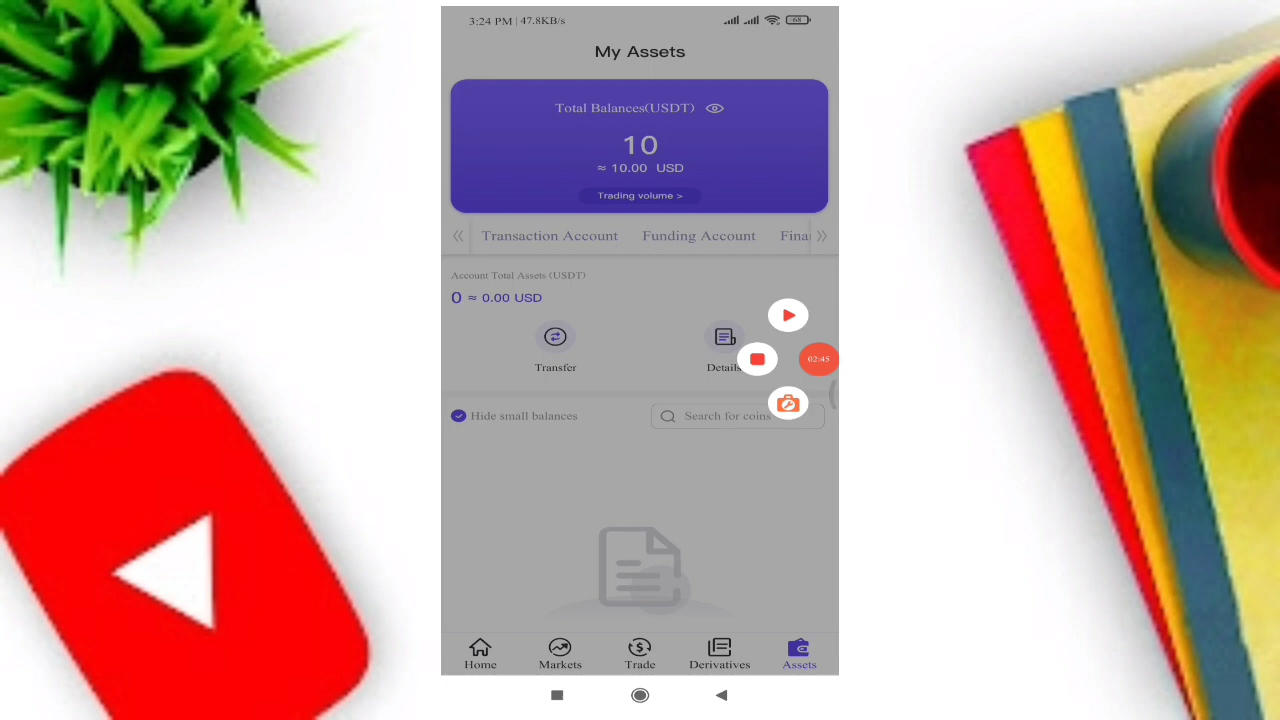 3:24 PM | 47.8KB/s
68
My Assets
Total Balances(USDT)
10
≈ 10.00 USD
Trading volume >
Transaction Account Funding Account Fina
Account Total Assets (USDT)
0 ≈ 0.00 USD
Transfer Details
02:45
Hide small balances Search for coins
Home Markets Trade Derivatives Assets